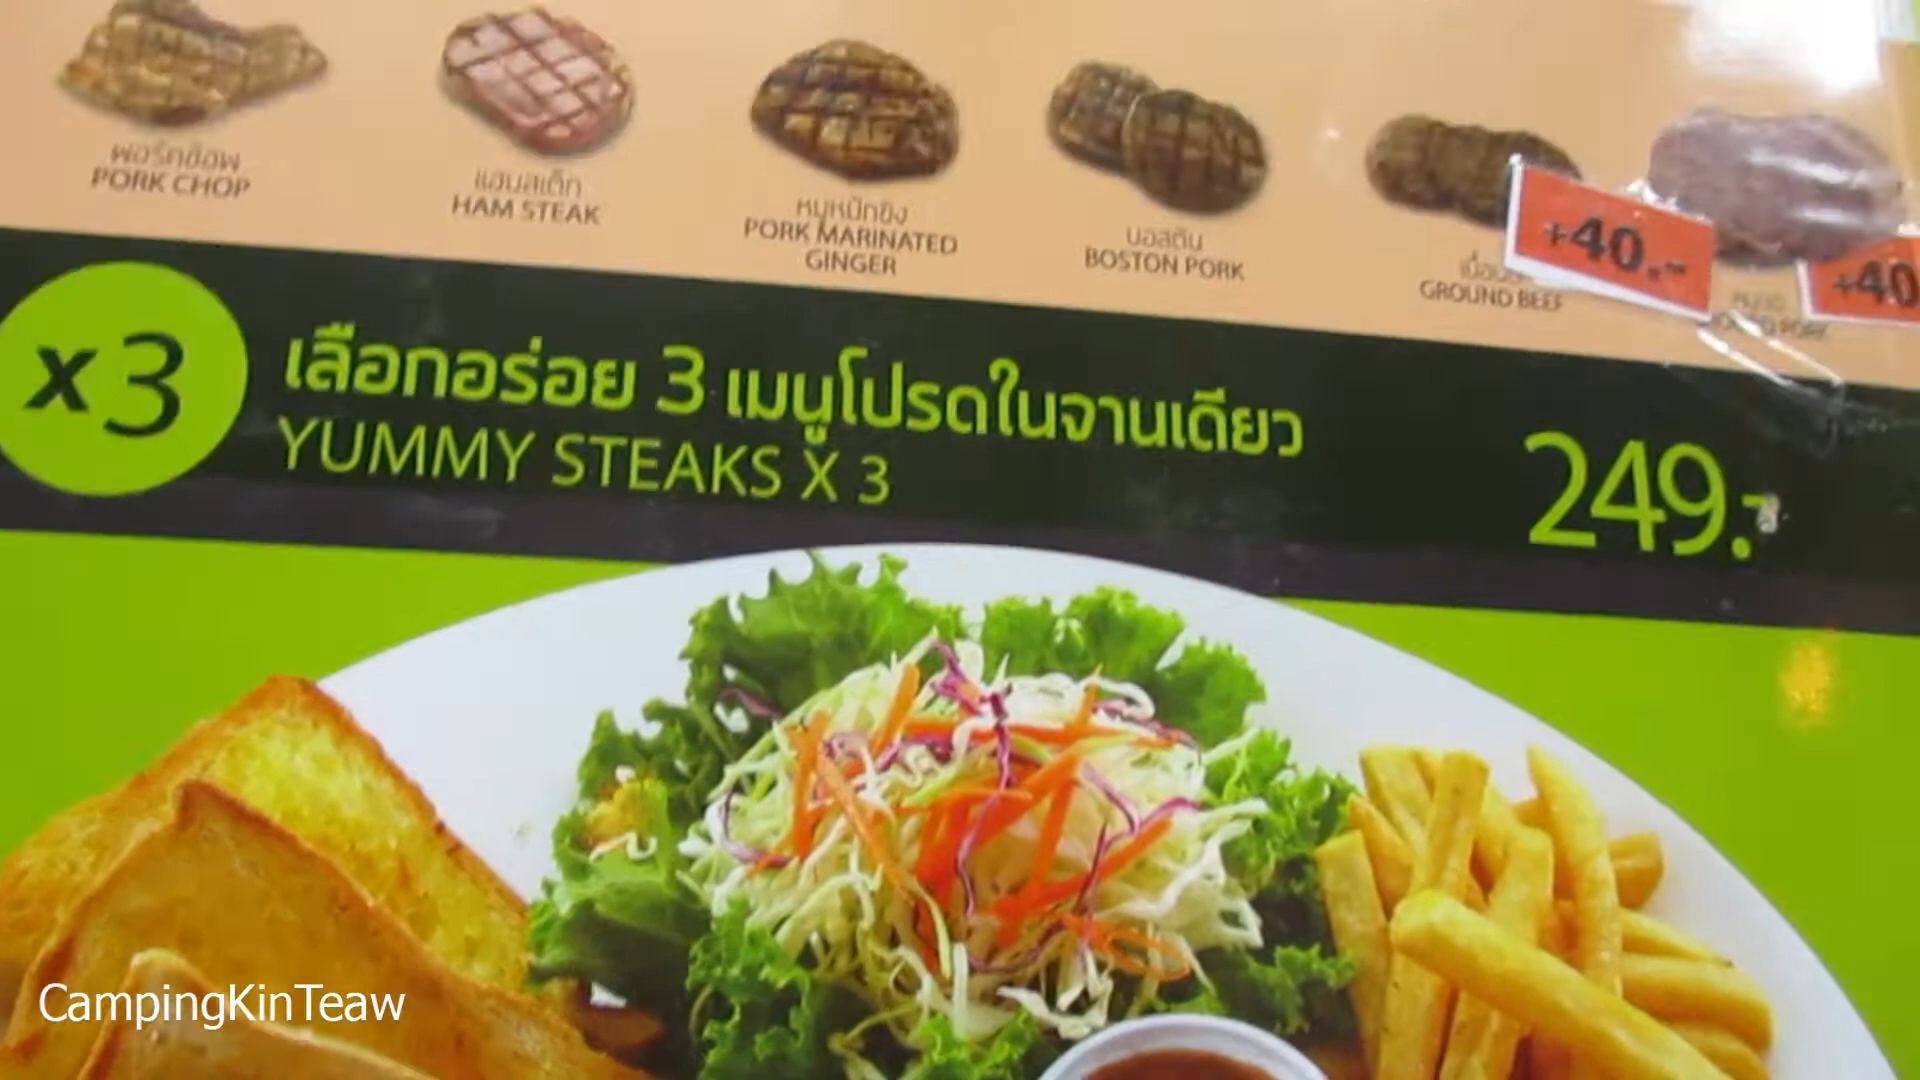 พอร์คช็อพ
PORK CHOP
แฮมสเต็ก
HAM STEAK
หมูหมักขิง
PORK MARINATED
GINGER
บอสตัน
BOSTON PORK
GROUND BEEF
+40.-
+40
PORK
x3
เลือกอร่อย 3 เมนูโปรดในจานเดียว
YUMMY STEAKS X 3
249.-
CampingKinTeaw